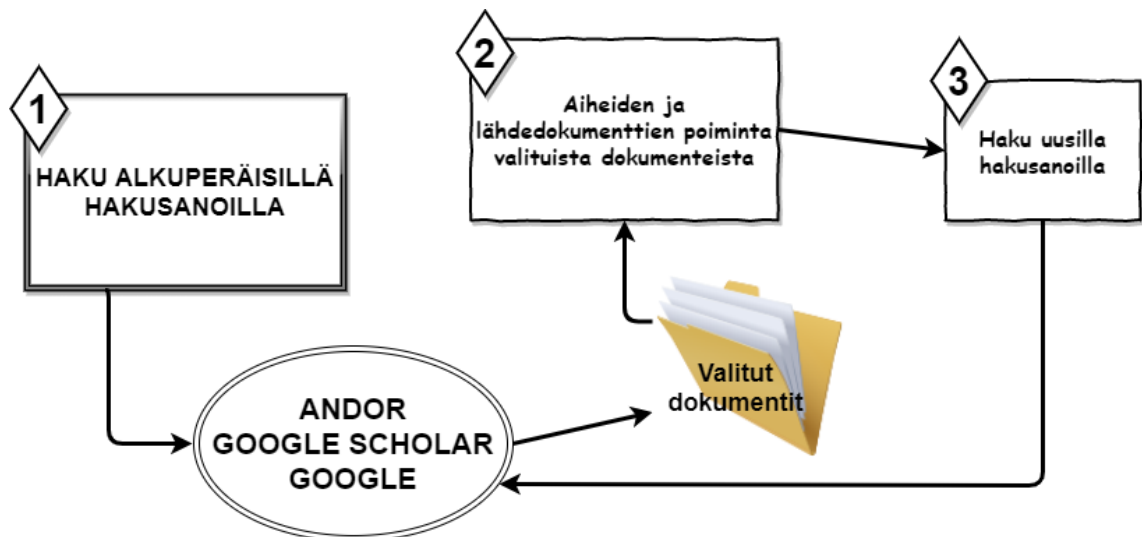 1
HAKU ALKUPERÄISILLÄ
HAKUSANOILLA
2
Aiheiden ja
lähdedokumenttien poiminta
valituista dokumenteista
3
Haku uusilla
hakusanoilla
Valitut
dokumentit
ANDOR
GOOGLE SCHOLAR
GOOGLE